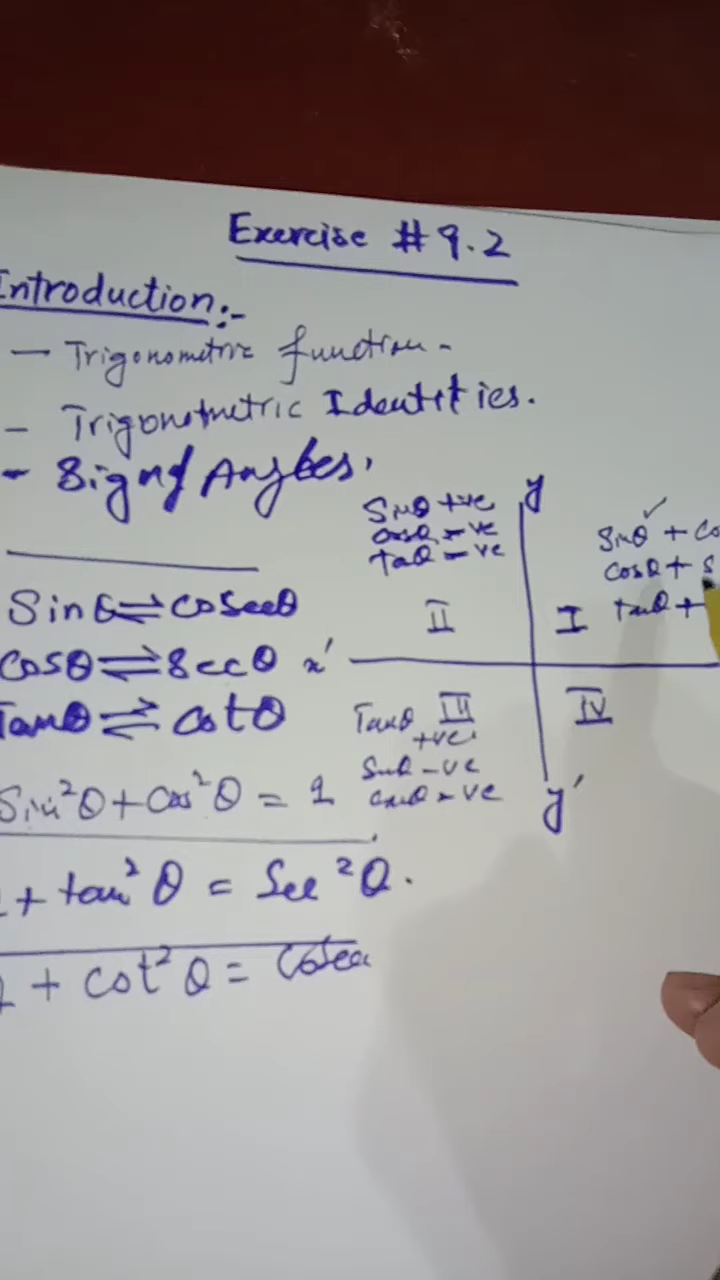 Exercise #9.2
Introduction:-
— Trigonometric function -
- Trigonometric Identities.
- Sign of Angles,
y
Sinθ +ve
cosθ -ve
Tanθ - ve
Sinθ ✓ + Co
cosθ + S
tanθ +
II
I
Sinθ ⇌ cosecθ
cosθ ⇌ Secθ
x'
Tanθ ⇌ cotθ
Tanθ III
+ve.
IV
Sinθ -ve
cosθ - ve
y'
Sin²θ + Cos²θ = 1
1 + tan²θ = Sec²θ.
1 + cot²θ = Cosec